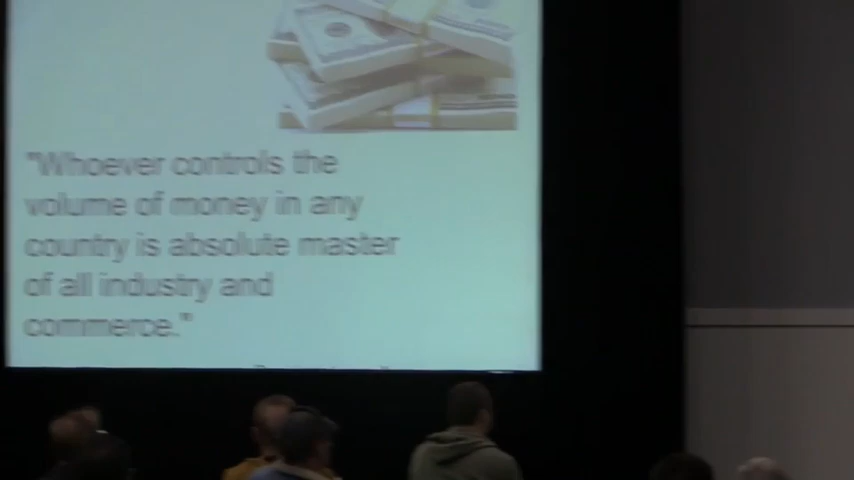 "Whoever controls the
volume of money in any
country is absolute master
of all industry and
commerce."